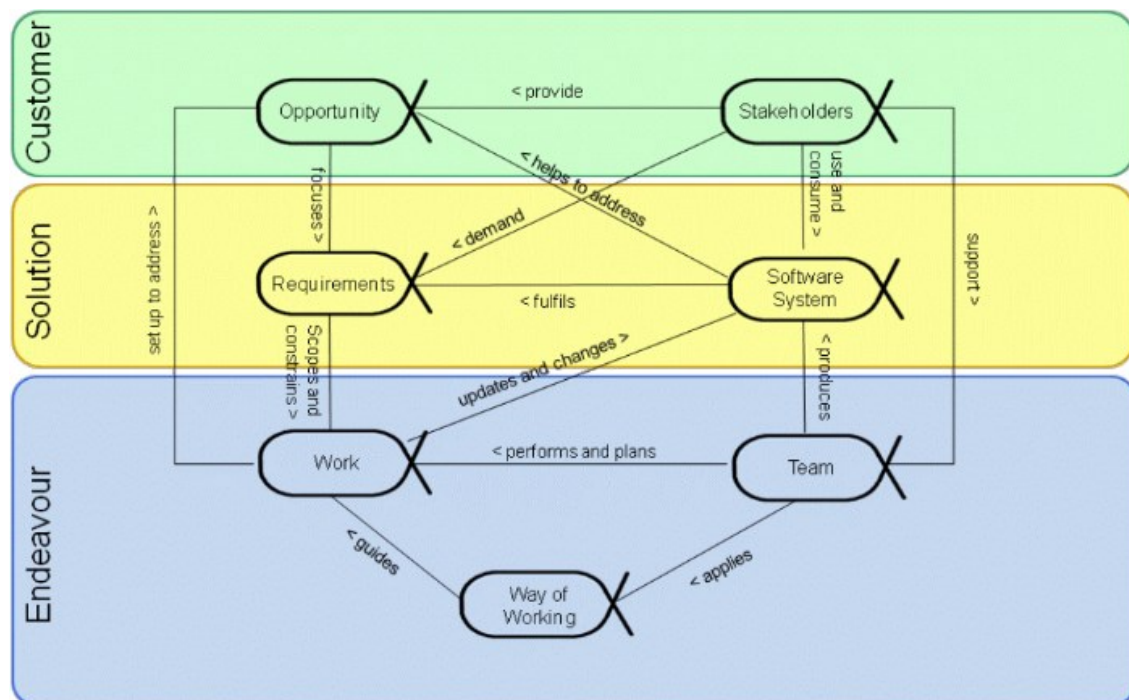 Customer
Opportunity
< provide
Stakeholders
focuses >
< helps to address
use and
consume >
< demand
Solution
set up to address >
Requirements
< fulfils
Software
System
support >
Scopes and
constrains >
updates and changes >
< produces
Endeavour
Work
< performs and plans
Team
< guides
< applies
Way of
Working